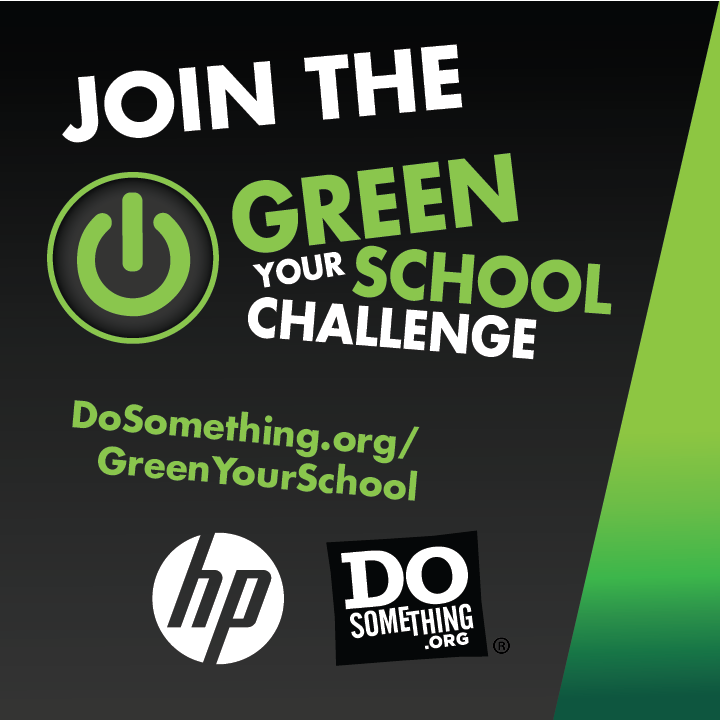 JOIN THE
GREEN
YOUR SCHOOL
CHALLENGE
DoSomething.org/
GreenYourSchool
hp
DO
SOMETHING
.ORG ®